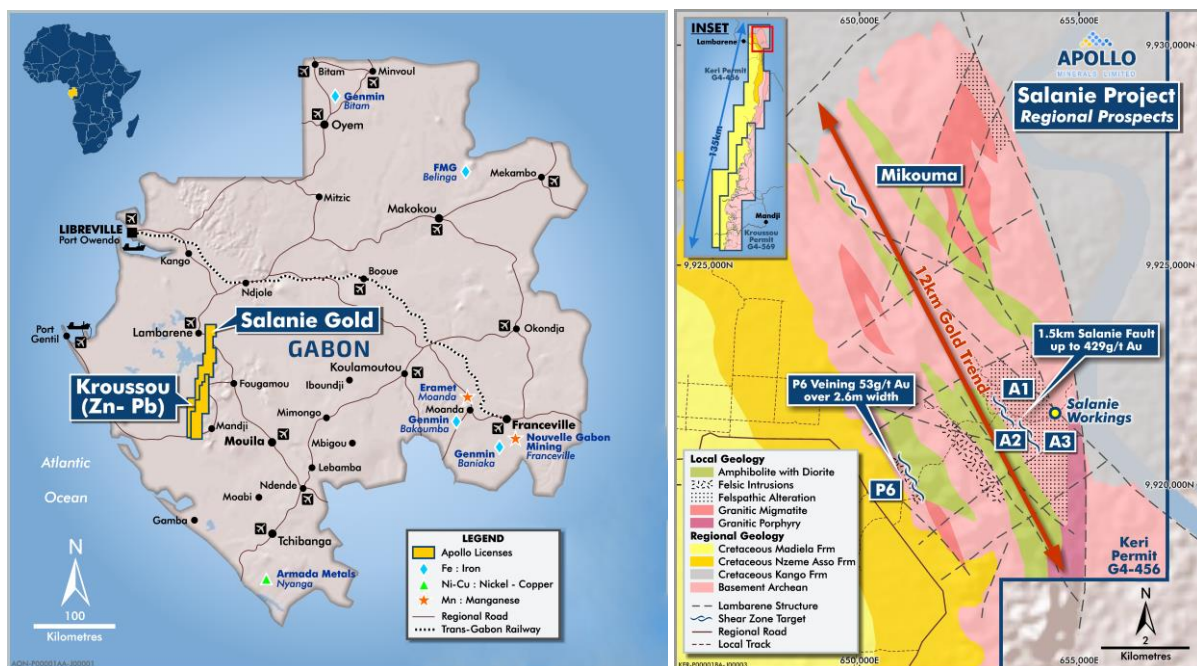 Bitam
Minvoul
Genmin
Bitam
Oyem
FMG
Belinga
Mekamba
Mitzic
Makokou
LIBREVILLE
Port Owendo
Kango
Ndjole
Booue
Port
Gentil
Lambarene
Salanie Gold
GABON
Okondja
Koulamoutou
Kroussou
(Zn- Pb)
Fougamou
Iboundji
Eramet
Moanda
Moanda
Mimongo
Genmin
Bakoumba
Franceville
Nouvelle Gabon
Mining
Franceville
Mandji
Mouila
Mbigou
Genmin
Baniaka
Atlantic
Ocean
Lebamba
Ndende
Moabi
Gamba
Tchibanga
Armada Metals
Nyanga
N
100
Kilometres
LEGEND
Apollo Licenses
Fe : Iron
Ni-Cu : Nickel - Copper
Mn : Manganese
Regional Road
Trans-Gabon Railway
650,000E
655,000E
9,930,000N
9,930,000N
INSET
Lambarene
Keri Permit
G4-456
135km
Mandji
Kroussou
Permit
G4-569
APOLLO
MINERALS LIMITED
Salanie Project
Regional Prospects
Mikouma
9,925,000N
9,925,000N
12km Gold Trend
1.5km Salanie Fault
up to 429g/t Au
P6 Veining 53g/t Au
over 2.6m width
A1
Salanie
Workings
A2
A3
P6
9,920,000N
Local Geology
Amphibolite with Diorite
Felsic Intrusions
Felspathic Alteration
Granitic Migmatite
Granitic Porphyry
Regional Geology
Cretaceous Madiela Frm
Cretaceous Nzeme Asso Frm
Cretaceous Kango Frm
Basement Archean
Lambarene Structure
Shear Zone Target
Regional Road
Local Track
Keri
Permit
G4-456
N
2
Kilometres
650,000E
655,000E